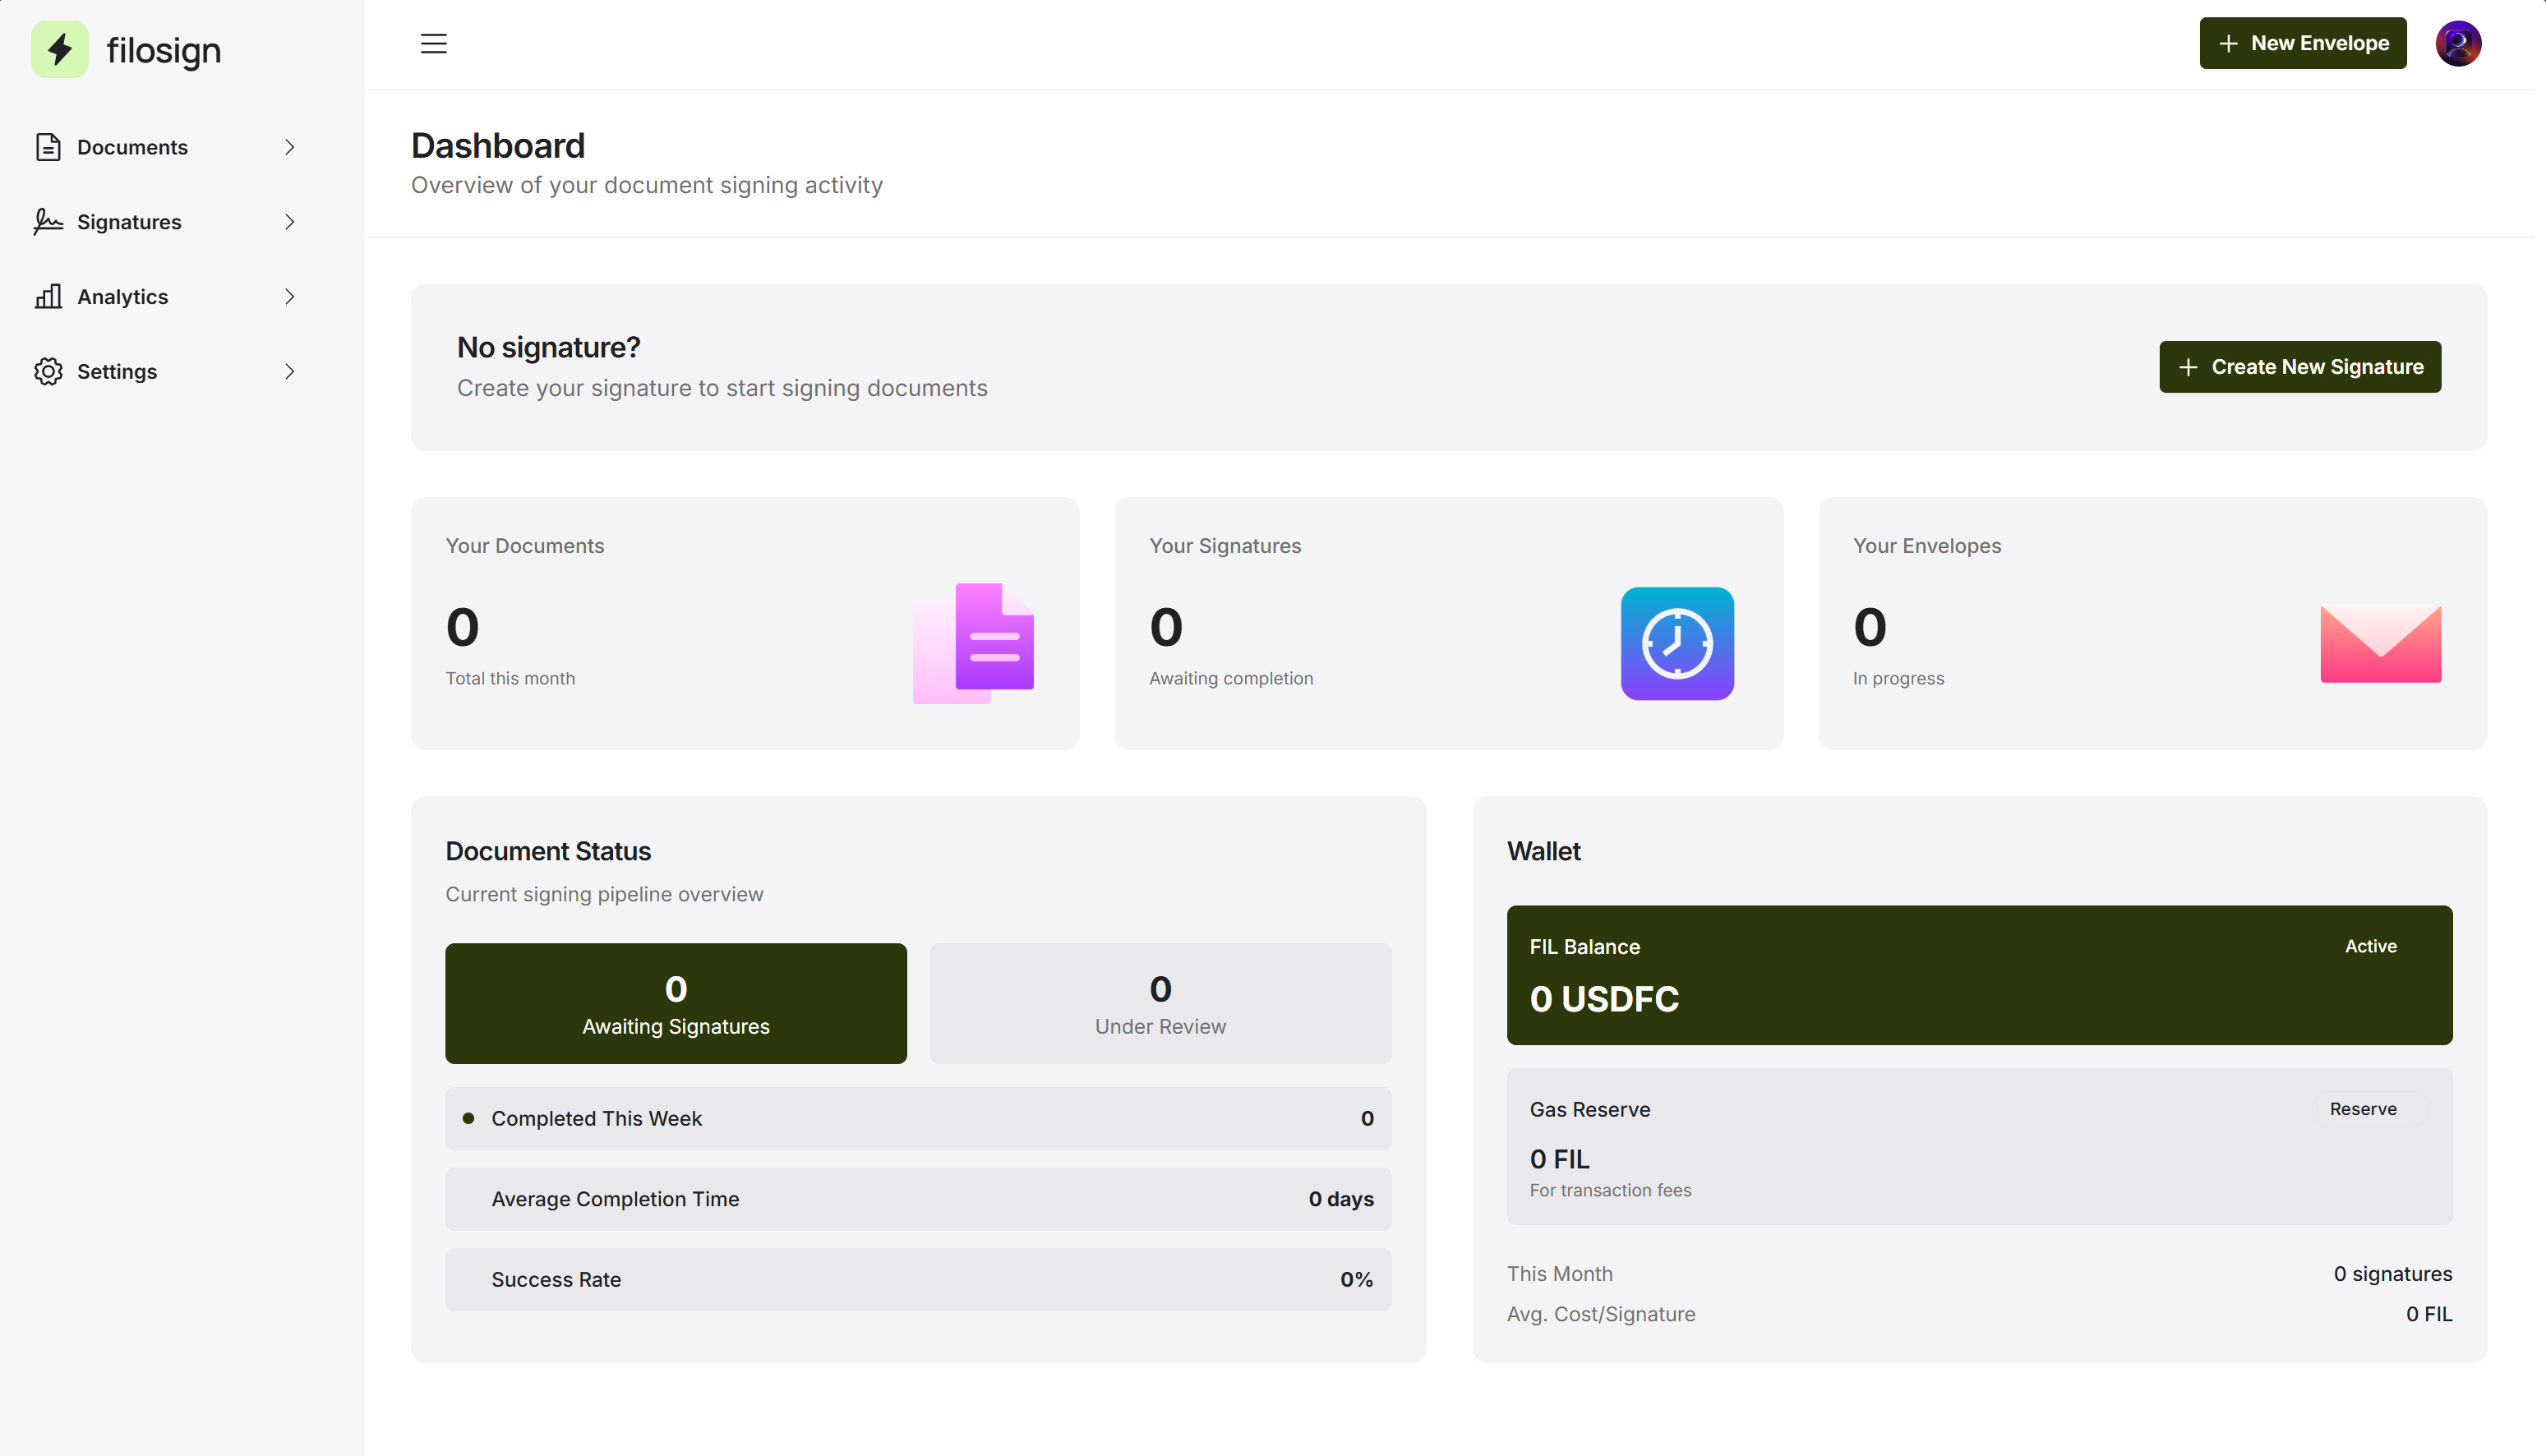 filosign
New Envelope
Documents
Signatures
Analytics
Settings
Dashboard
Overview of your document signing activity
No signature?
Create your signature to start signing documents
Create New Signature
Your Documents
0
Total this month
Your Signatures
0
Awaiting completion
Your Envelopes
0
In progress
Document Status
Current signing pipeline overview
0
Awaiting Signatures
0
Under Review
Completed This Week 0
Average Completion Time 0 days
Success Rate 0%
Wallet
FIL Balance Active
0 USDFC
Gas Reserve Reserve
0 FIL
For transaction fees
This Month 0 signatures
Avg. Cost/Signature 0 FIL